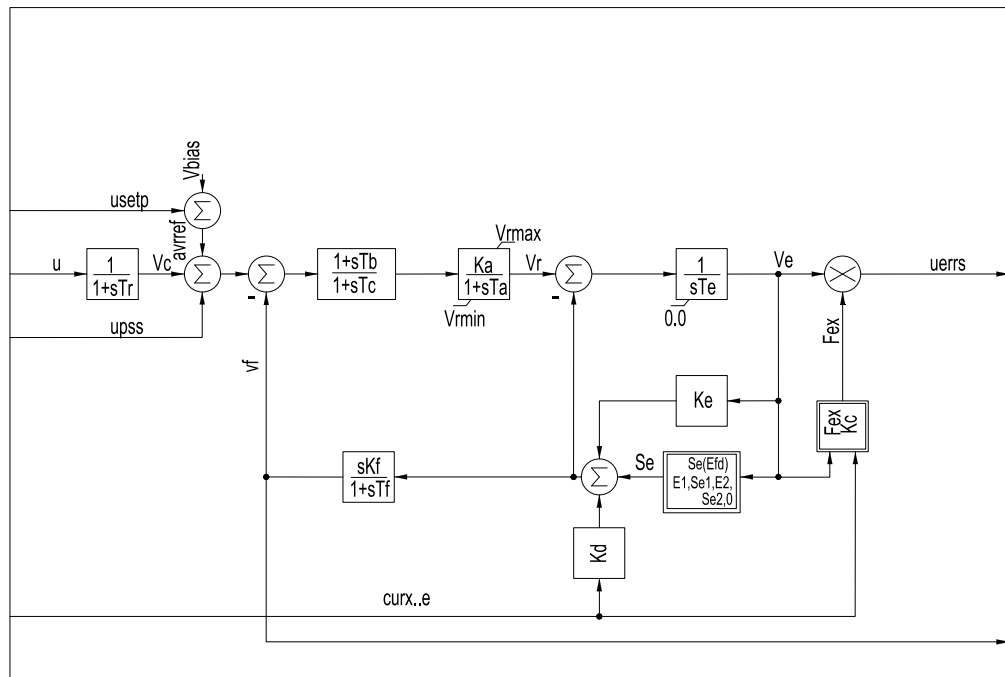 Vbias
usetp
Σ
avrref
Vrmax
u
1
1+sTr
Vc
Σ
-
Σ
1+sTb
1+sTc
Ka
1+sTa
Vr
-
Σ
1
sTe
Ve
uerrs
Vrmin
0.0
upss
vf
Fex
Ke
Fex
Kc
sKf
1+sTf
Σ
Se
Se(Efd)
E1,Se1,E2,
Se2,0
Kd
curx..e